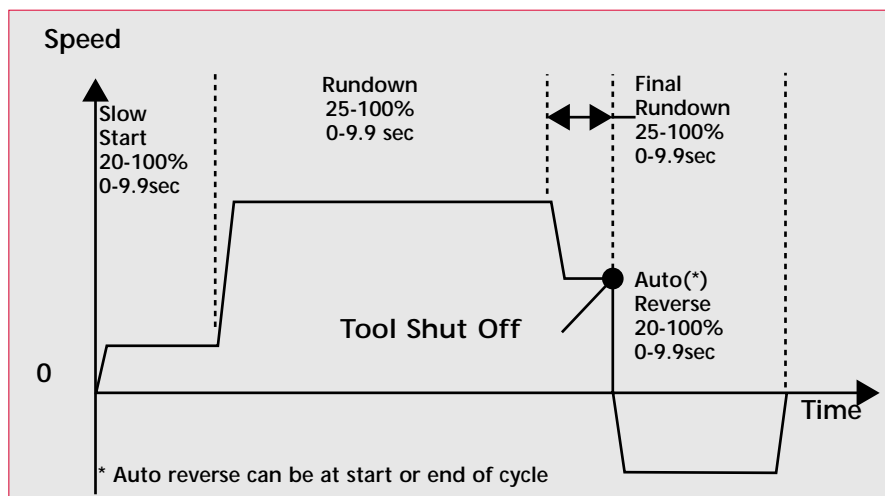 Speed
Slow
Start
20-100%
0-9.9sec
Rundown
25-100%
0-9.9 sec
Final
Rundown
25-100%
0-9.9sec
Tool Shut Off
Auto(*)
Reverse
20-100%
0-9.9sec
0
Time
* Auto reverse can be at start or end of cycle